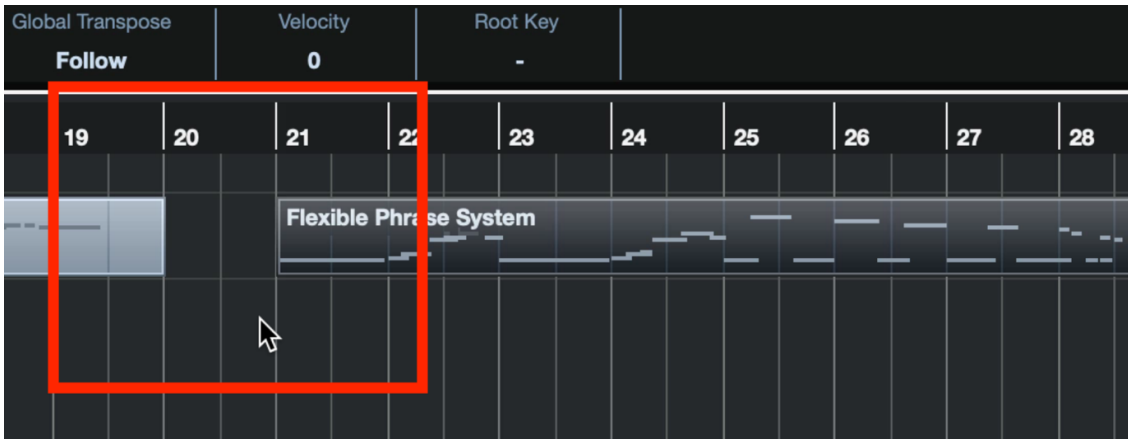 Global Transpose Velocity Root Key
Follow 0 -
19 20 21 22 23 24 25 26 27 28
Flexible Phrase System